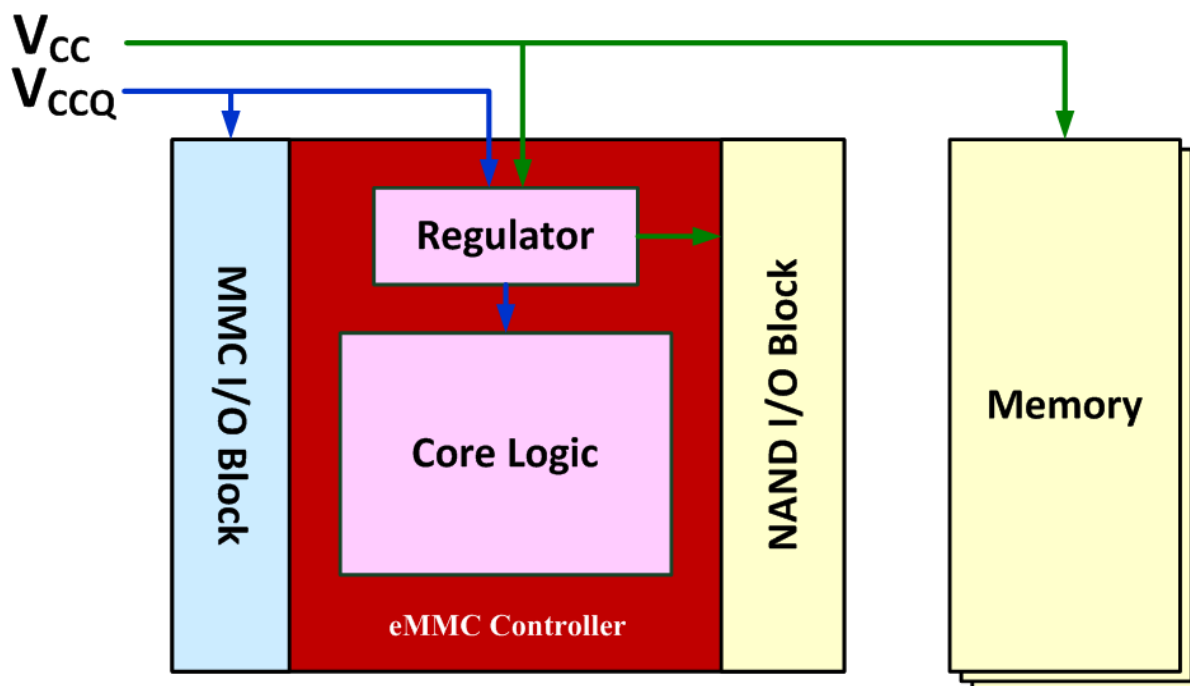 VCC
VCCQ
Regulator
MMC I/O Block
NAND I/O Block
Memory
Core Logic
eMMC Controller